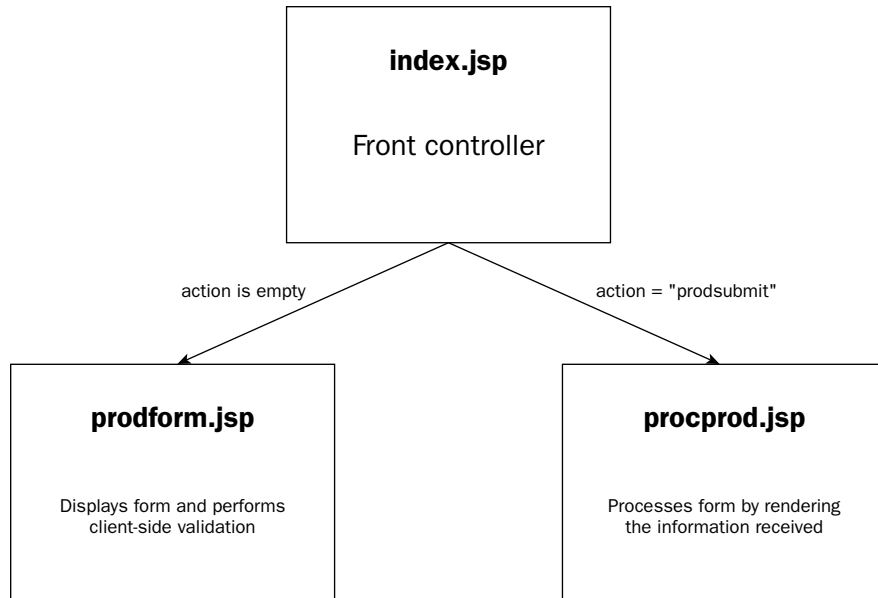 index.jsp
Front controller
action is empty
action = "prodsubmit"
prodform.jsp
Displays form and performs
client-side validation
procprod.jsp
Processes form by rendering
the information received